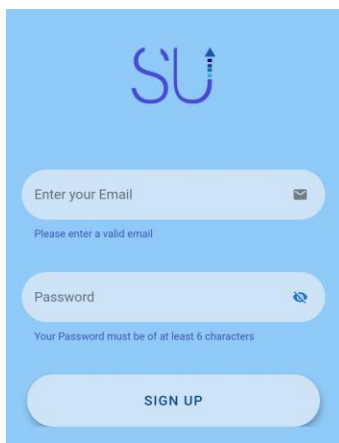 SU
Enter your Email
Please enter a valid email
Password
Your Password must be of at least 6 characters
SIGN UP